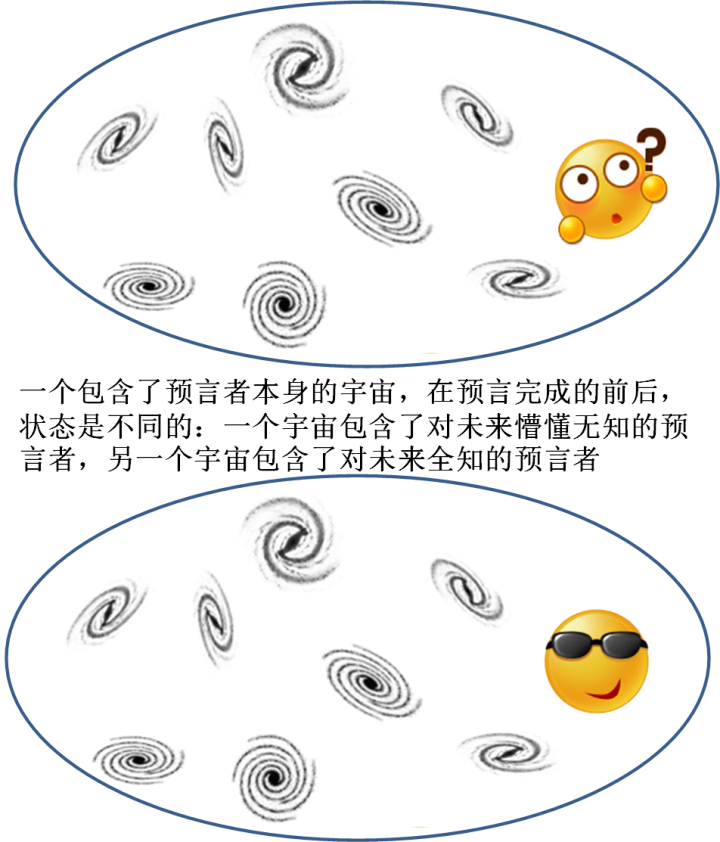 一个包含了预言者本身的宇宙，在预言完成的前后，
状态是不同的：一个宇宙包含了对未来懵懂无知的预
言者，另一个宇宙包含了对未来全知的预言者
?